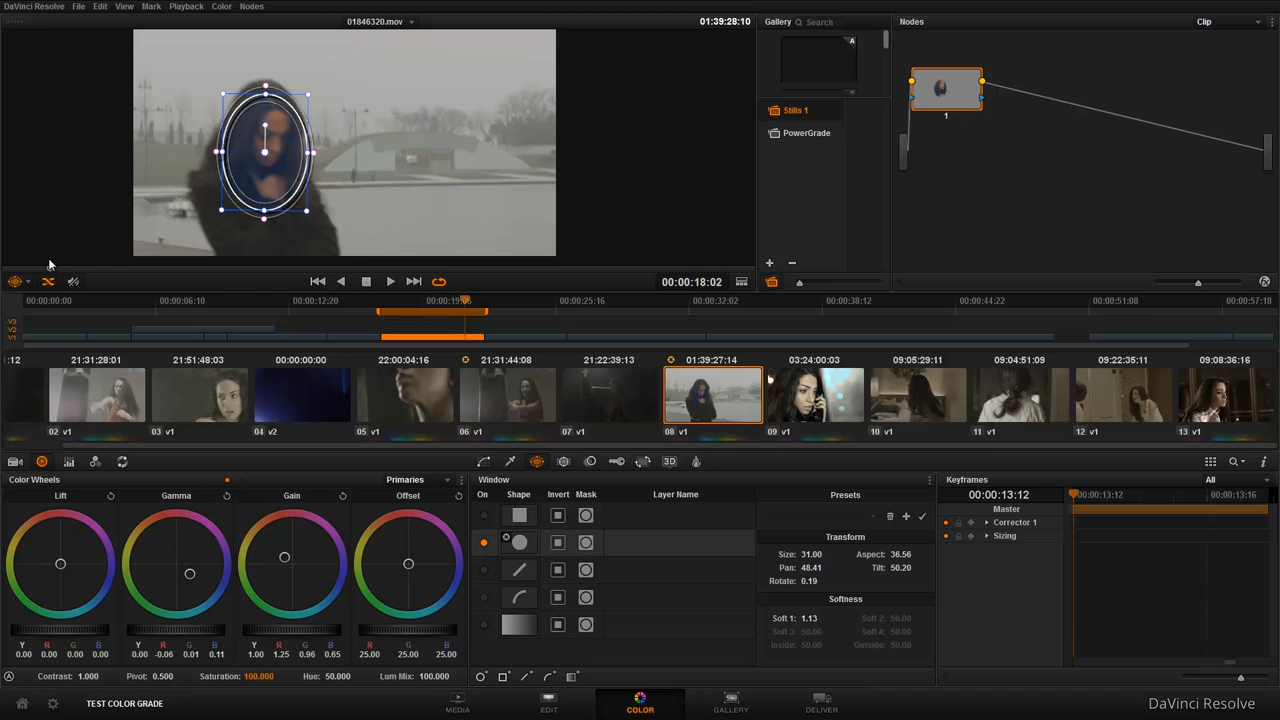 DaVinci Resolve File Edit View Mark Playback Color Nodes
01846320.mov 01:39:28:10 Gallery Search Nodes Clip
A
1
Stills 1
PowerGrade
00:00:18:02
00:00:00:00 00:00:06:10 00:00:12:20 00:00:25:16 00:00:32:02 00:00:38:12 00:00:44:22 00:00:51:08 00:00:57:18
V3
V2
V1
:12 21:31:28:01 21:51:48:03 00:00:00:00 22:00:04:16 21:31:44:08 21:22:39:13 01:39:27:14 03:24:00:03 09:05:29:11 09:04:51:09 09:22:35:11 09:08:36:16
02 v1 03 v1 04 v2 05 v1 06 v1 07 v1 08 v1 09 v1 10 v1 11 v1 12 v1 13 v1
3D
Color Wheels Primaries Window Keyframes All
Lift Gamma Gain Offset On Shape Invert Mask Layer Name Presets 00:00:13:12 00:00:13:12 00:00:13:16
Master
Corrector 1
Transform Sizing
Size: 31.00 Aspect: 36.56
Pan: 48.41 Tilt: 50.20
Rotate: 0.19
Softness
Soft 1: 1.13 Soft 2: 50.00
Soft 3: 50.00 Soft 4: 50.00
Inside: 50.00 Outside: 50.00
Y R G B Y R G B Y R G B R G B
0.00 0.00 0.00 0.00 0.00 -0.06 0.01 0.11 1.00 1.25 0.96 0.65 25.00 25.00 25.00
A Contrast: 1.000 Pivot: 0.500 Saturation: 100.000 Hue: 50.000 Lum Mix: 100.000
TEST COLOR GRADE MEDIA EDIT COLOR GALLERY DELIVER DaVinci Resolve